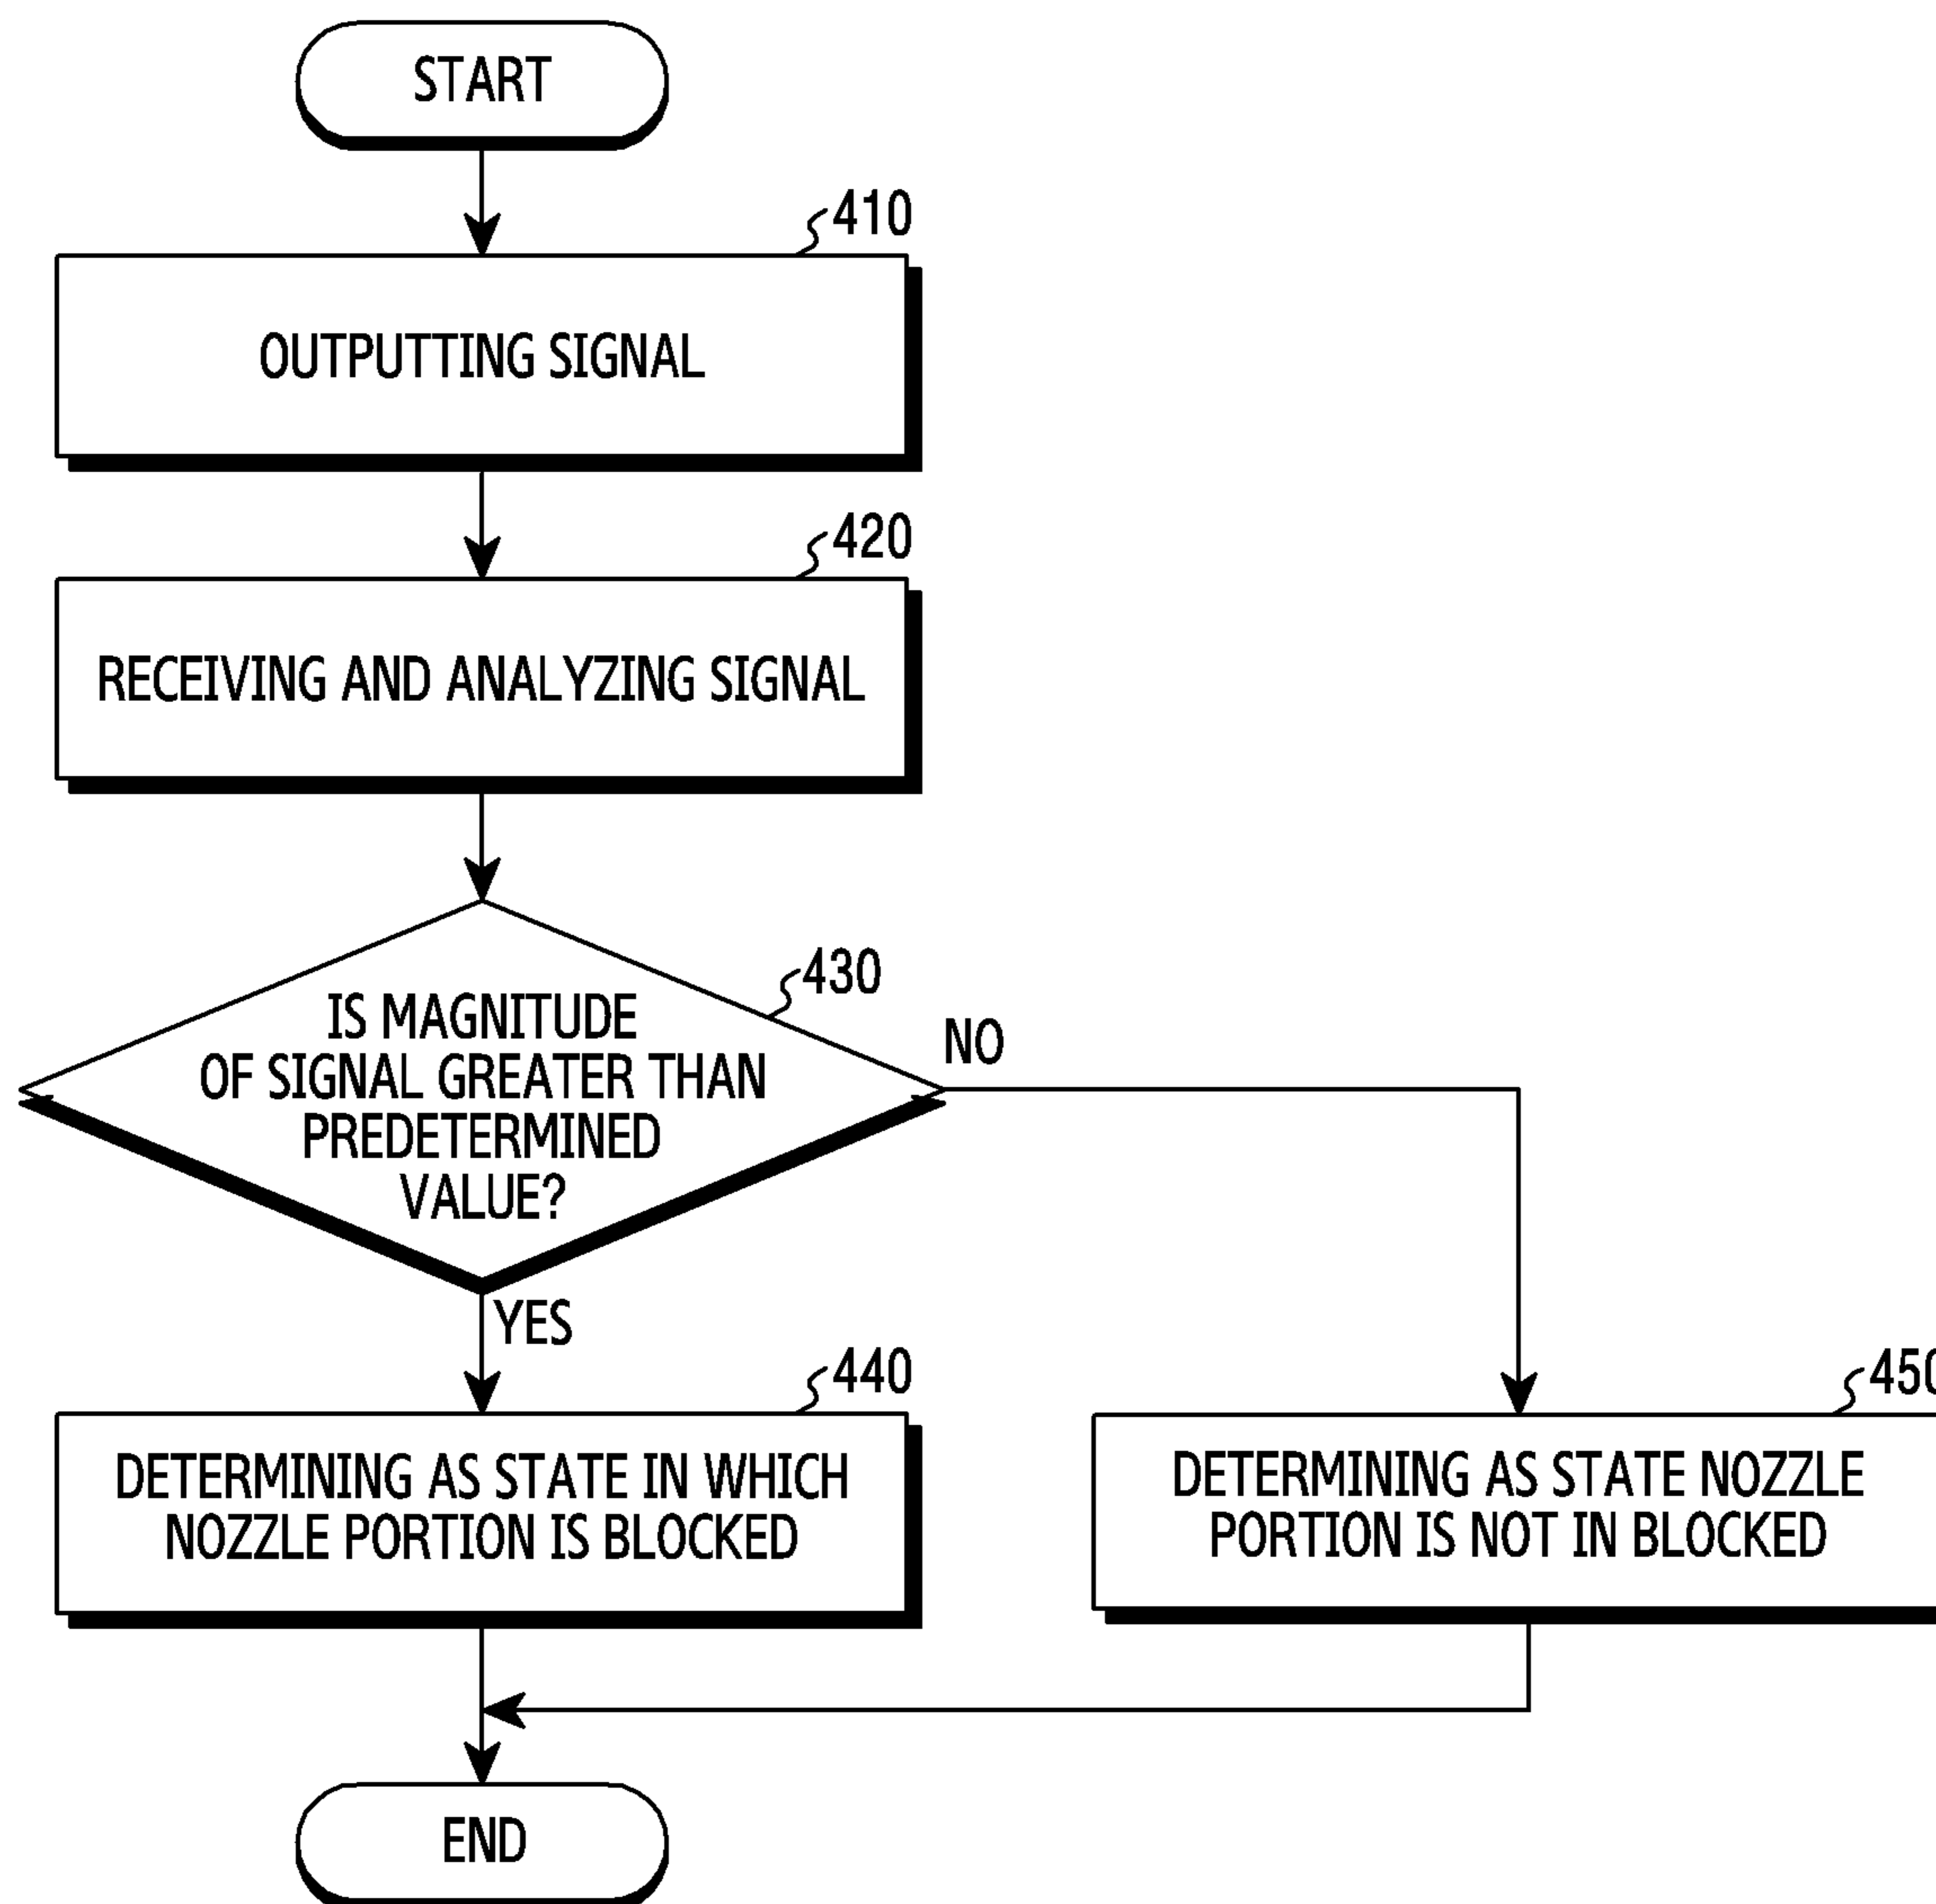 START
410
OUTPUTTING SIGNAL
420
RECEIVING AND ANALYZING SIGNAL
430
IS MAGNITUDE
OF SIGNAL GREATER THAN
PREDETERMINED
VALUE?
NO
YES
440
DETERMINING AS STATE IN WHICH
NOZZLE PORTION IS BLOCKED
450
DETERMINING AS STATE NOZZLE
PORTION IS NOT IN BLOCKED
END